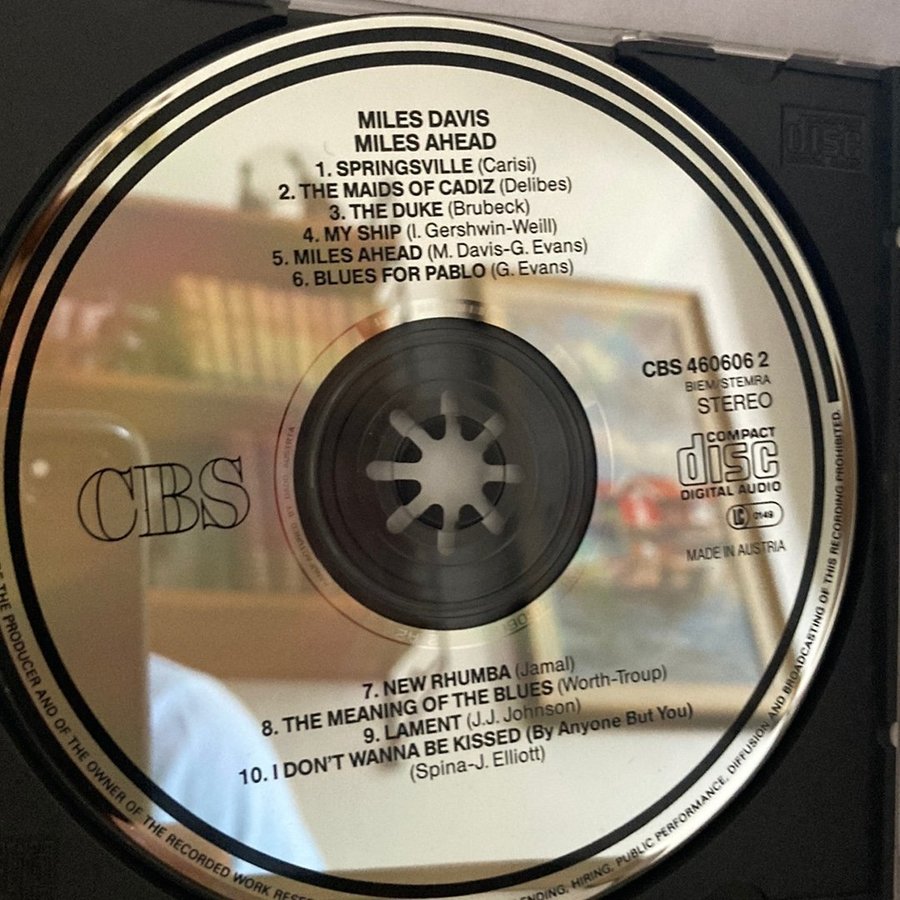 MILES DAVIS
MILES AHEAD
1. SPRINGSVILLE (Carisi)
2. THE MAIDS OF CADIZ (Delibes)
3. THE DUKE (Brubeck)
4. MY SHIP (I. Gershwin-Weill)
5. MILES AHEAD (M. Davis-G. Evans)
6. BLUES FOR PABLO (G. Evans)
CBS 460606 2
BIEM/STEMRA
STEREO
COMPACT
disc
DIGITAL AUDIO
LC 0149
MADE IN AUSTRIA
CBS
7. NEW RHUMBA (Jamal)
8. THE MEANING OF THE BLUES (Worth-Troup)
9. LAMENT (J.J. Johnson)
10. I DON'T WANNA BE KISSED (By Anyone But You)
(Spina-J. Elliott)
THE PRODUCER AND OF THE OWNER OF THE RECORDED WORK
HIRING, PUBLIC PERFORMANCE, DIFFUSION AND BROADCASTING OF THIS RECORDING PROHIBITED.